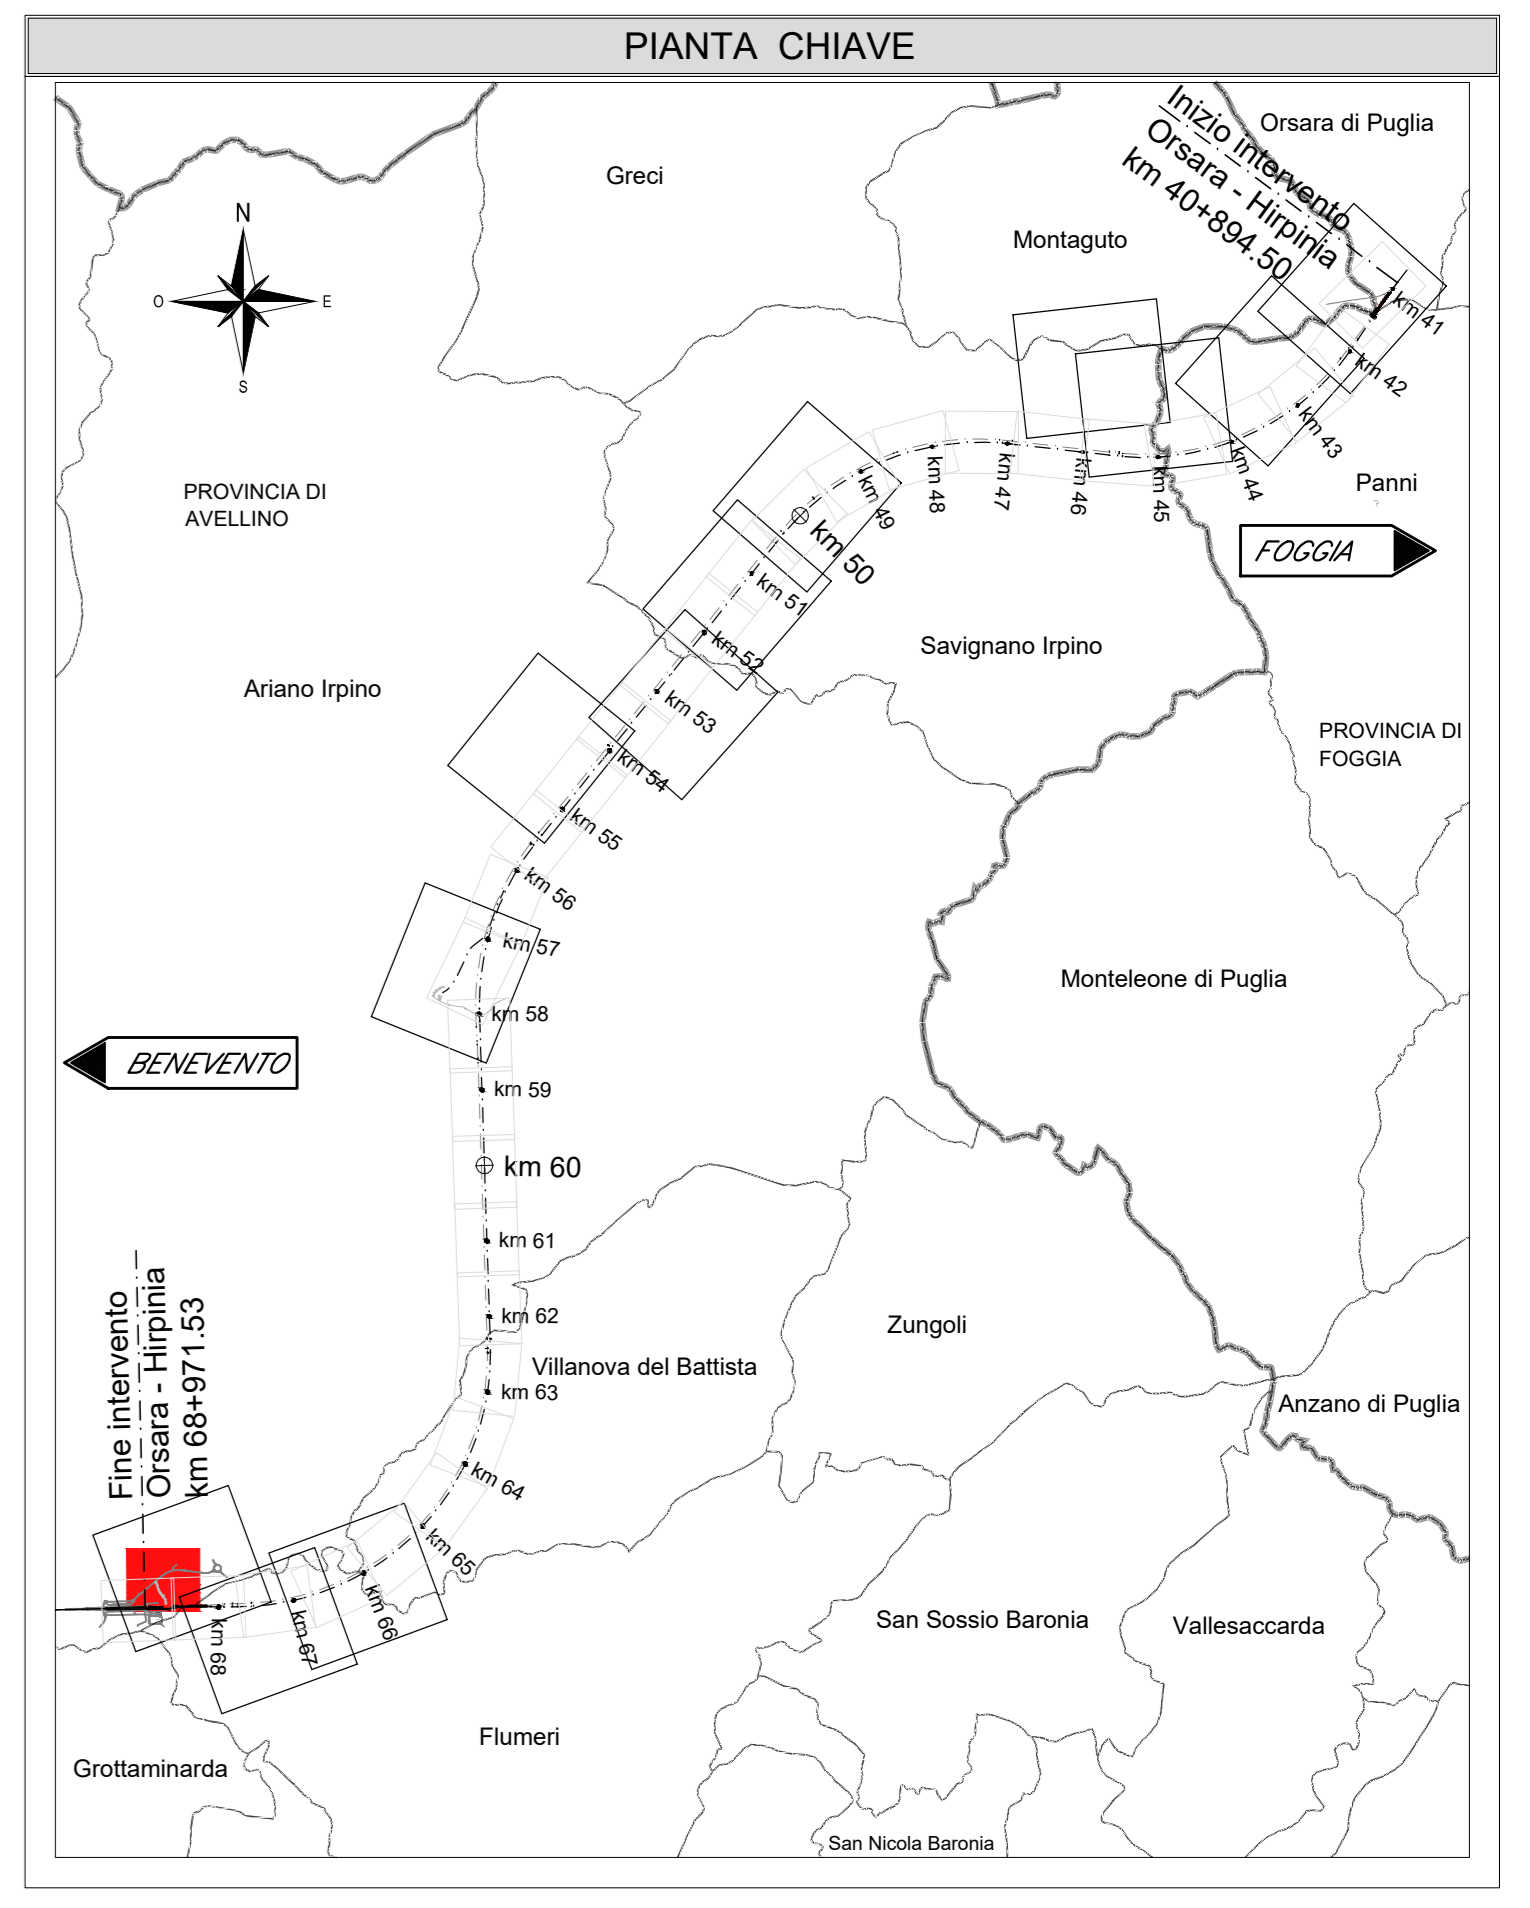 PIANTA CHIAVE
Inizio intervento
Orsara - Hirpinia
km 40+894.50
Orsara di Puglia
Greci
Montaguto
N
O
E
S
km 41
km 42
km 43
km 44
km 45
km 46
km 47
km 48
km 49
km 50
Panni
FOGGIA
PROVINCIA DI
AVELLINO
km 51
km 52
km 53
km 54
km 55
km 56
km 57
km 58
km 59
km 60
km 61
km 62
km 63
km 64
km 65
km 66
km 67
km 68
Savignano Irpino
Ariano Irpino
PROVINCIA DI
FOGGIA
Monteleone di Puglia
BENEVENTO
Fine intervento
Orsara - Hirpinia
km 68+971.53
Zungoli
Villanova del Battista
Anzano di Puglia
San Sossio Baronia
Vallesaccarda
Flumeri
Grottaminarda
San Nicola Baronia